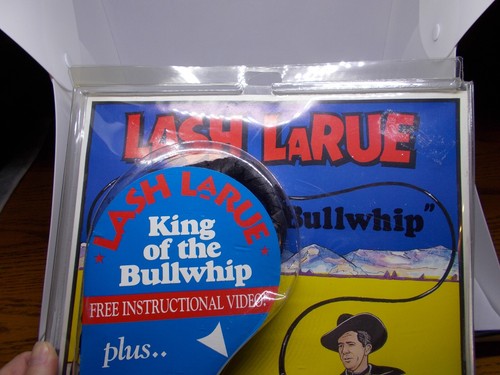 LASH LaRUE
Bullwhip"
LASH LaRUE
King
of the
Bullwhip
FREE INSTRUCTIONAL VIDEO!
plus..